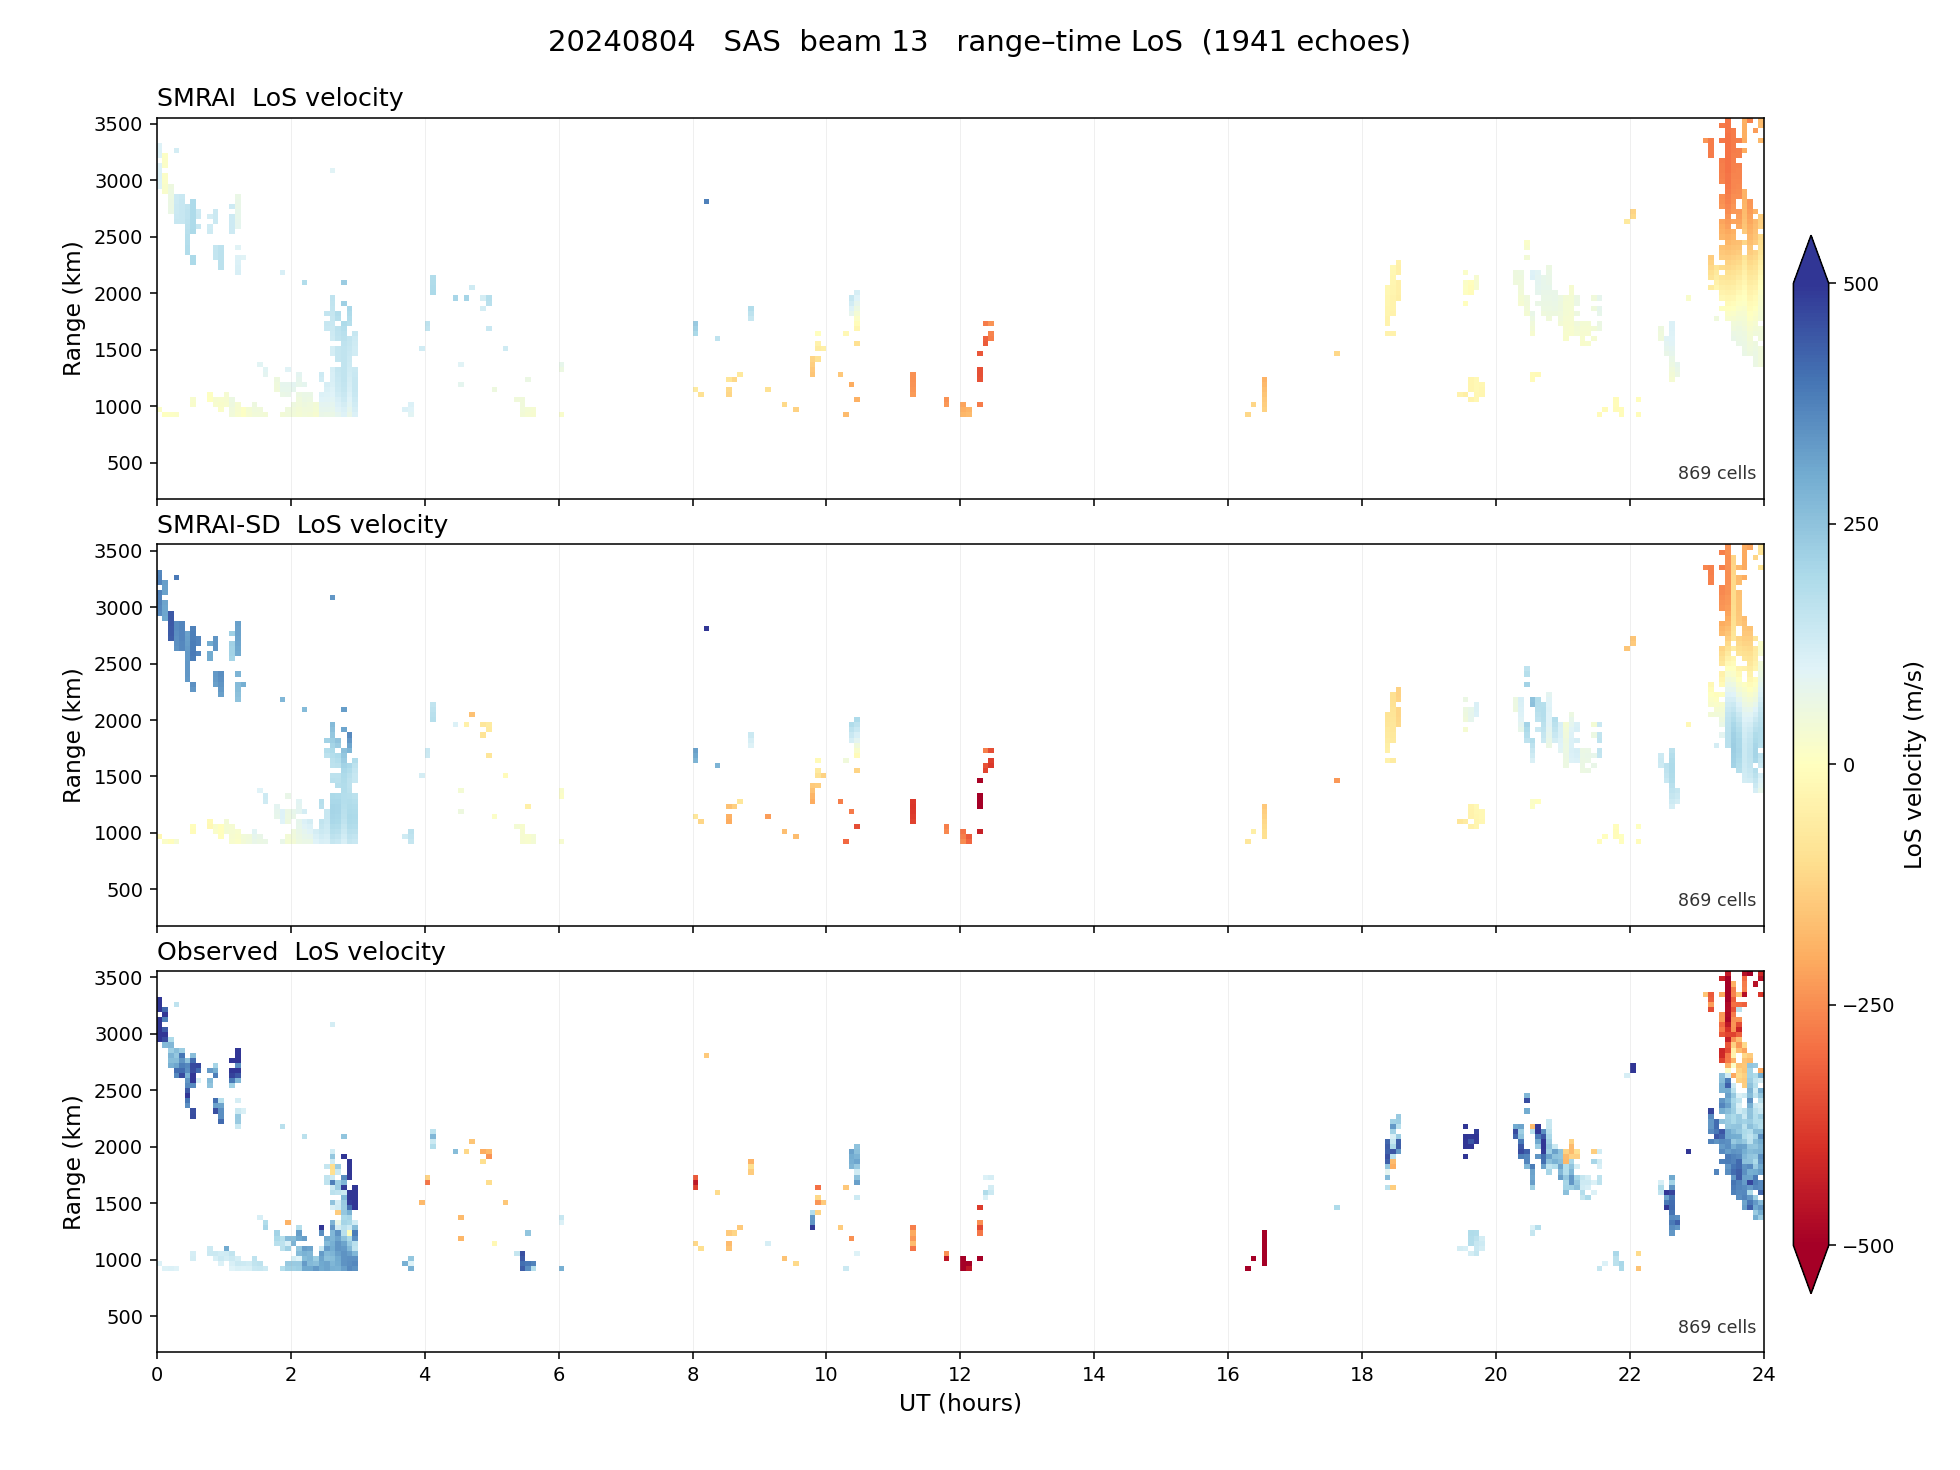 20240804   SAS  beam 13   range–time LoS  (1941 echoes)
SMRAI  LoS velocity
3500
3000
2500
2000
1500
1000
500
Range (km)
869 cells
SMRAI-SD  LoS velocity
3500
3000
2500
2000
1500
1000
500
Range (km)
869 cells
Observed  LoS velocity
3500
3000
2500
2000
1500
1000
500
Range (km)
869 cells
0 2 4 6 8 10 12 14 16 18 20 22 24
UT (hours)
500
250
0
−250
−500
LoS velocity (m/s)